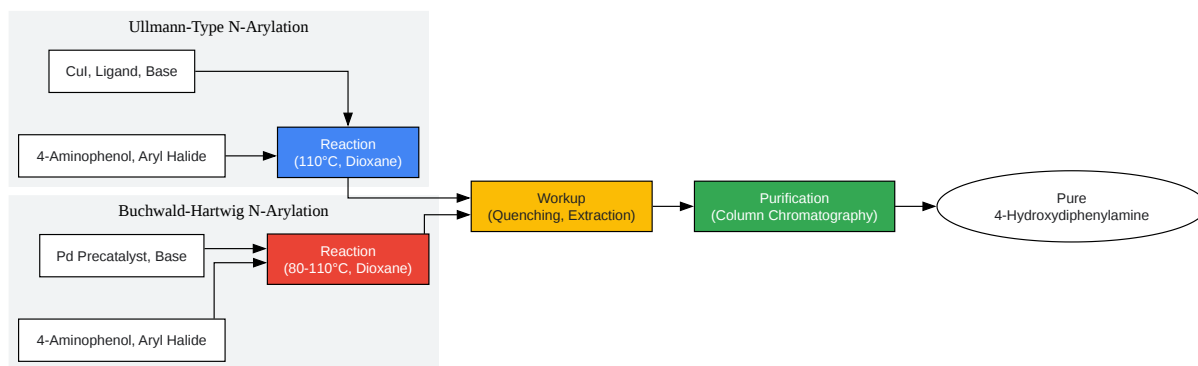 Ullmann-Type N-Arylation
CuI, Ligand, Base
4-Aminophenol, Aryl Halide
Reaction
(110°C, Dioxane)
Buchwald-Hartwig N-Arylation
Pd Precatalyst, Base
4-Aminophenol, Aryl Halide
Reaction
(80-110°C, Dioxane)
Workup
(Quenching, Extraction)
Purification
(Column Chromatography)
Pure
4-Hydroxydiphenylamine